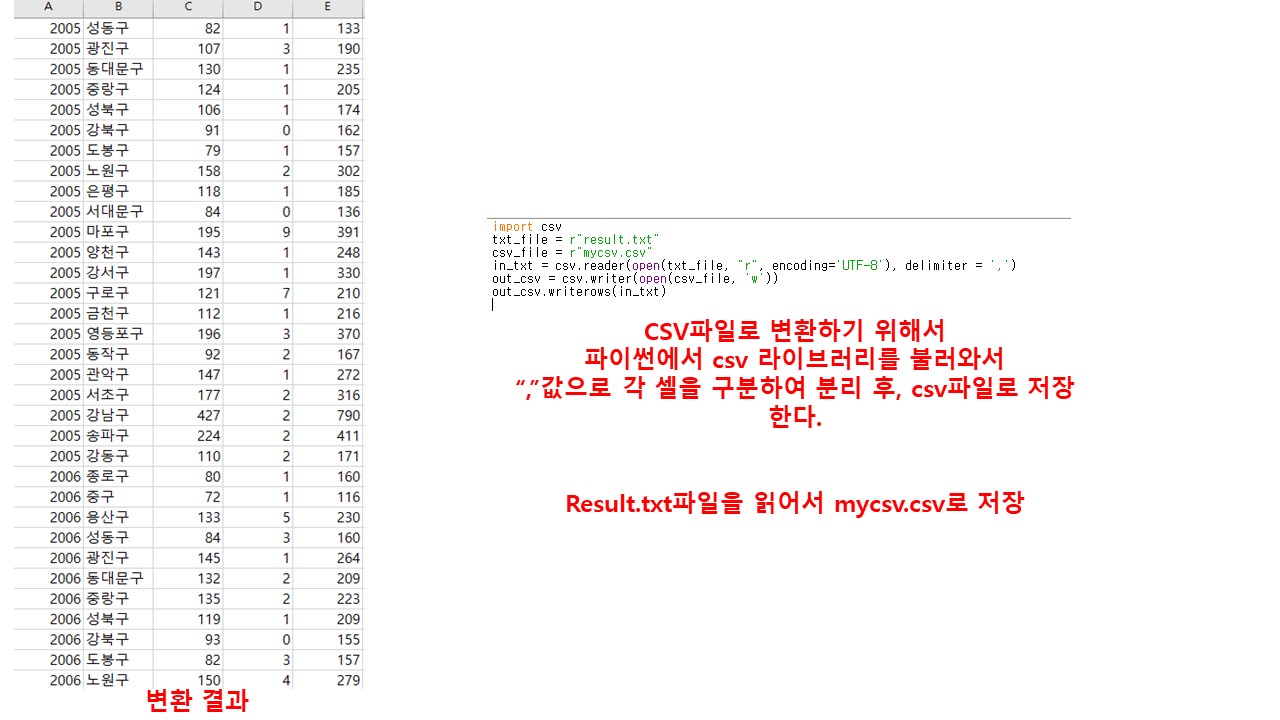 A B C D E
2005 성동구 82 1 133
2005 광진구 107 3 190
2005 동대문구 130 1 235
2005 중랑구 124 1 205
2005 성북구 106 1 174
2005 강북구 91 0 162
2005 도봉구 79 1 157
2005 노원구 158 2 302
2005 은평구 118 1 185
2005 서대문구 84 0 136
2005 마포구 195 9 391
2005 양천구 143 1 248
2005 강서구 197 1 330
2005 구로구 121 7 210
2005 금천구 112 1 216
2005 영등포구 196 3 370
2005 동작구 92 2 167
2005 관악구 147 1 272
2005 서초구 177 2 316
2005 강남구 427 2 790
2005 송파구 224 2 411
2005 강동구 110 2 171
2006 종로구 80 1 160
2006 중구 72 1 116
2006 용산구 133 5 230
2006 성동구 84 3 160
2006 광진구 145 1 264
2006 동대문구 132 2 209
2006 중랑구 135 2 223
2006 성북구 119 1 209
2006 강북구 93 0 155
2006 도봉구 82 3 157
2006 노원구 150 4 279
변환 결과
import csv
txt_file = r"result.txt"
csv_file = r"mycsv.csv"
in_txt = csv.reader(open(txt_file, "r", encoding='UTF-8'), delimiter = ',')
out_csv = csv.writer(open(csv_file, 'w'))
out_csv.writerows(in_txt)
CSV파일로 변환하기 위해서
파이썬에서 csv 라이브러리를 불러와서
“,”값으로 각 셀을 구분하여 분리 후, csv파일로 저장
한다.
Result.txt파일을 읽어서 mycsv.csv로 저장